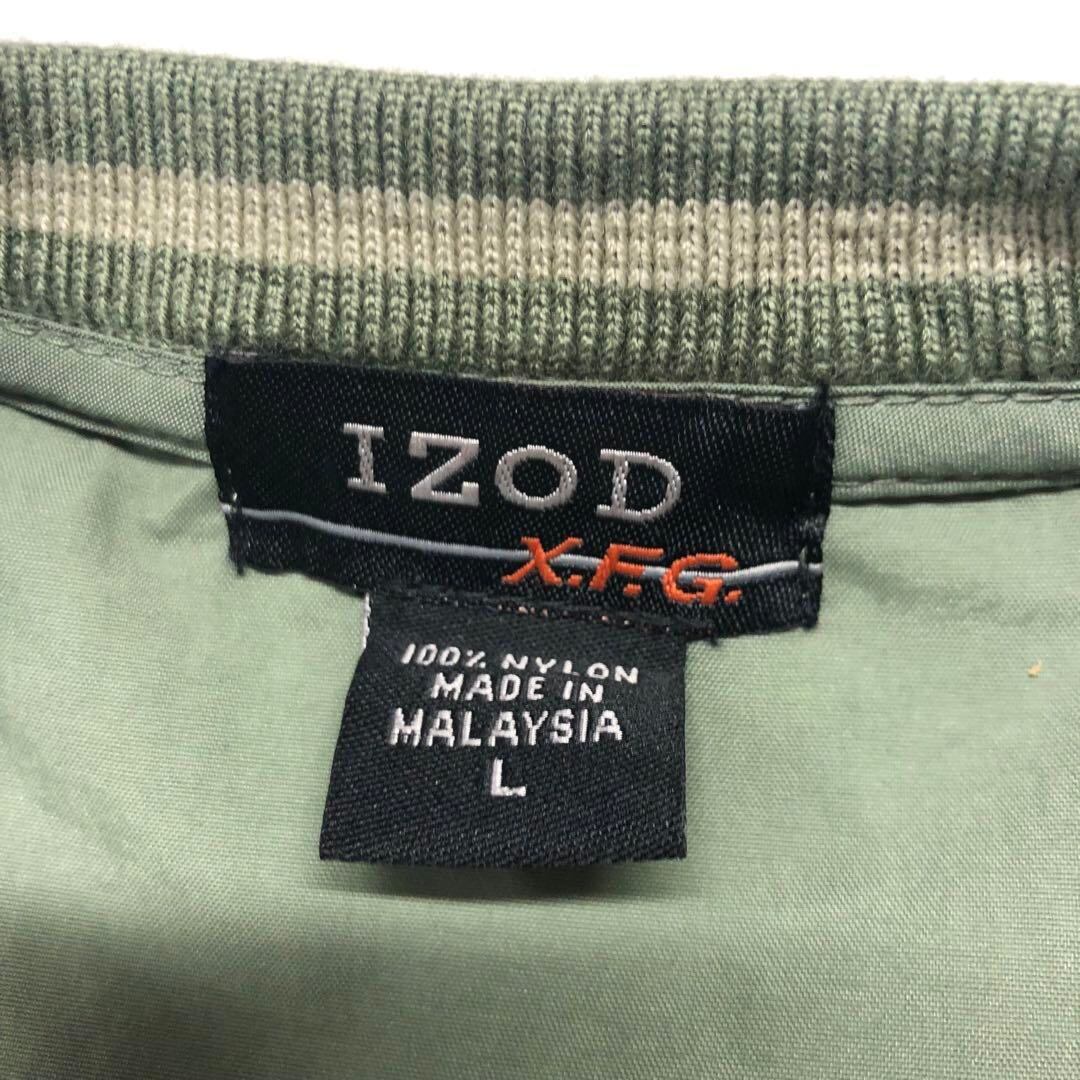 IZOD
X.F.G.
100% NYLON
MADE IN
MALAYSIA
L